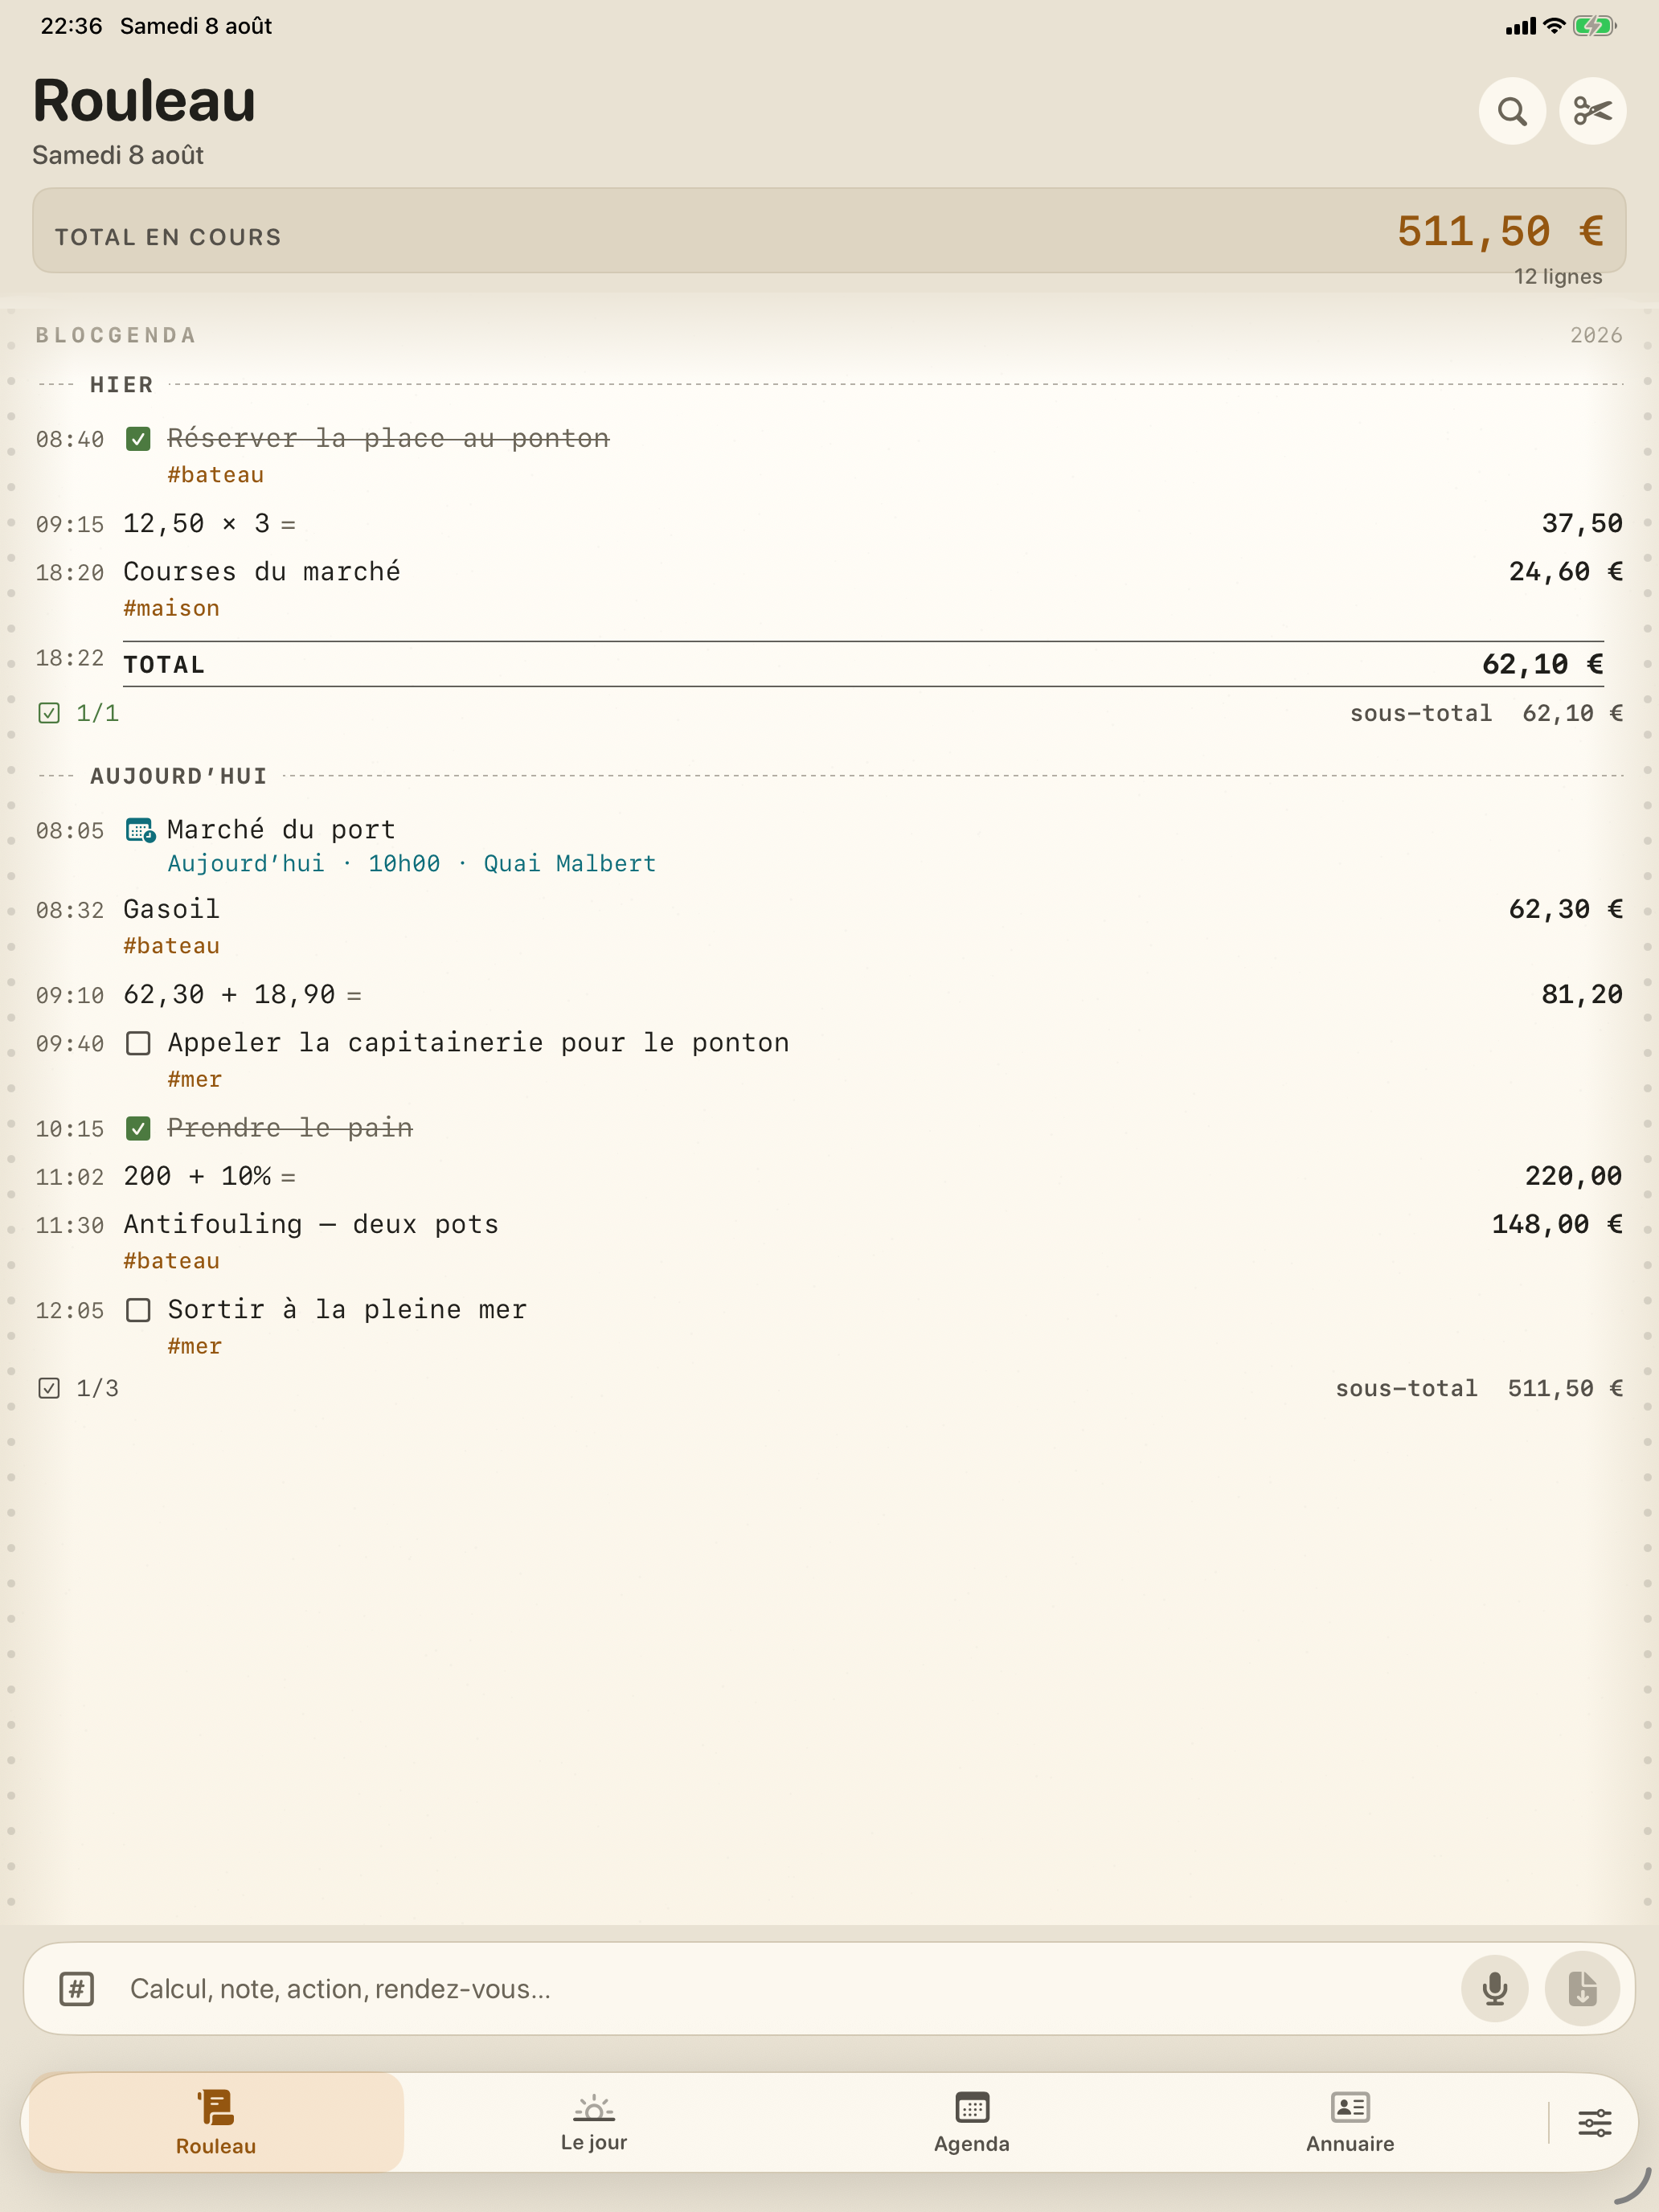 22:36 Samedi 8 août
Rouleau
Samedi 8 août
TOTAL EN COURS 511,50 €
12 lignes
BLOCGENDA 2026
HIER
08:40 Réserver la place au ponton
#bateau
09:15 12,50 × 3 = 37,50
18:20 Courses du marché 24,60 €
#maison
18:22 TOTAL 62,10 €
1/1 sous-total 62,10 €
AUJOURD’HUI
08:05 Marché du port
Aujourd’hui · 10h00 · Quai Malbert
08:32 Gasoil 62,30 €
#bateau
09:10 62,30 + 18,90 = 81,20
09:40 Appeler la capitainerie pour le ponton
#mer
10:15 Prendre le pain
11:02 200 + 10% = 220,00
11:30 Antifouling — deux pots 148,00 €
#bateau
12:05 Sortir à la pleine mer
#mer
1/3 sous-total 511,50 €
# Calcul, note, action, rendez-vous...
Rouleau Le jour Agenda Annuaire